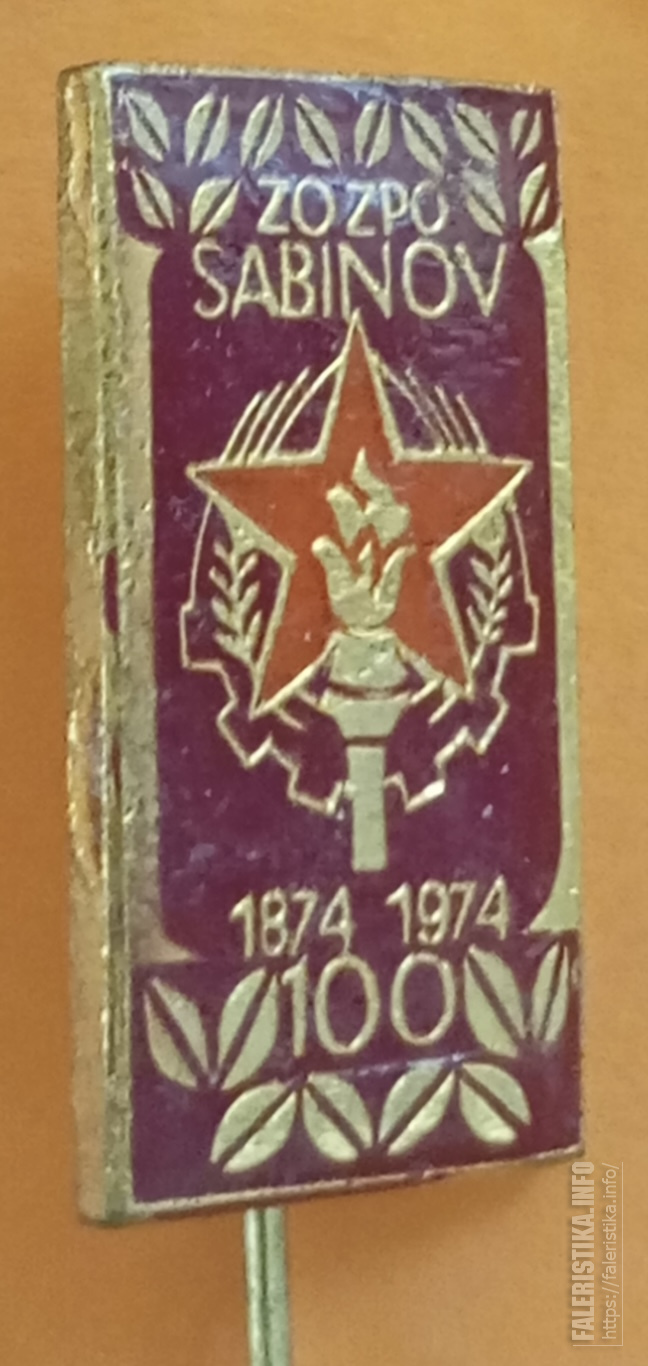 ZO ZPO
SABINOV
1874 1974
100
FALERISTIKA.INFO
https://faleristika.info/